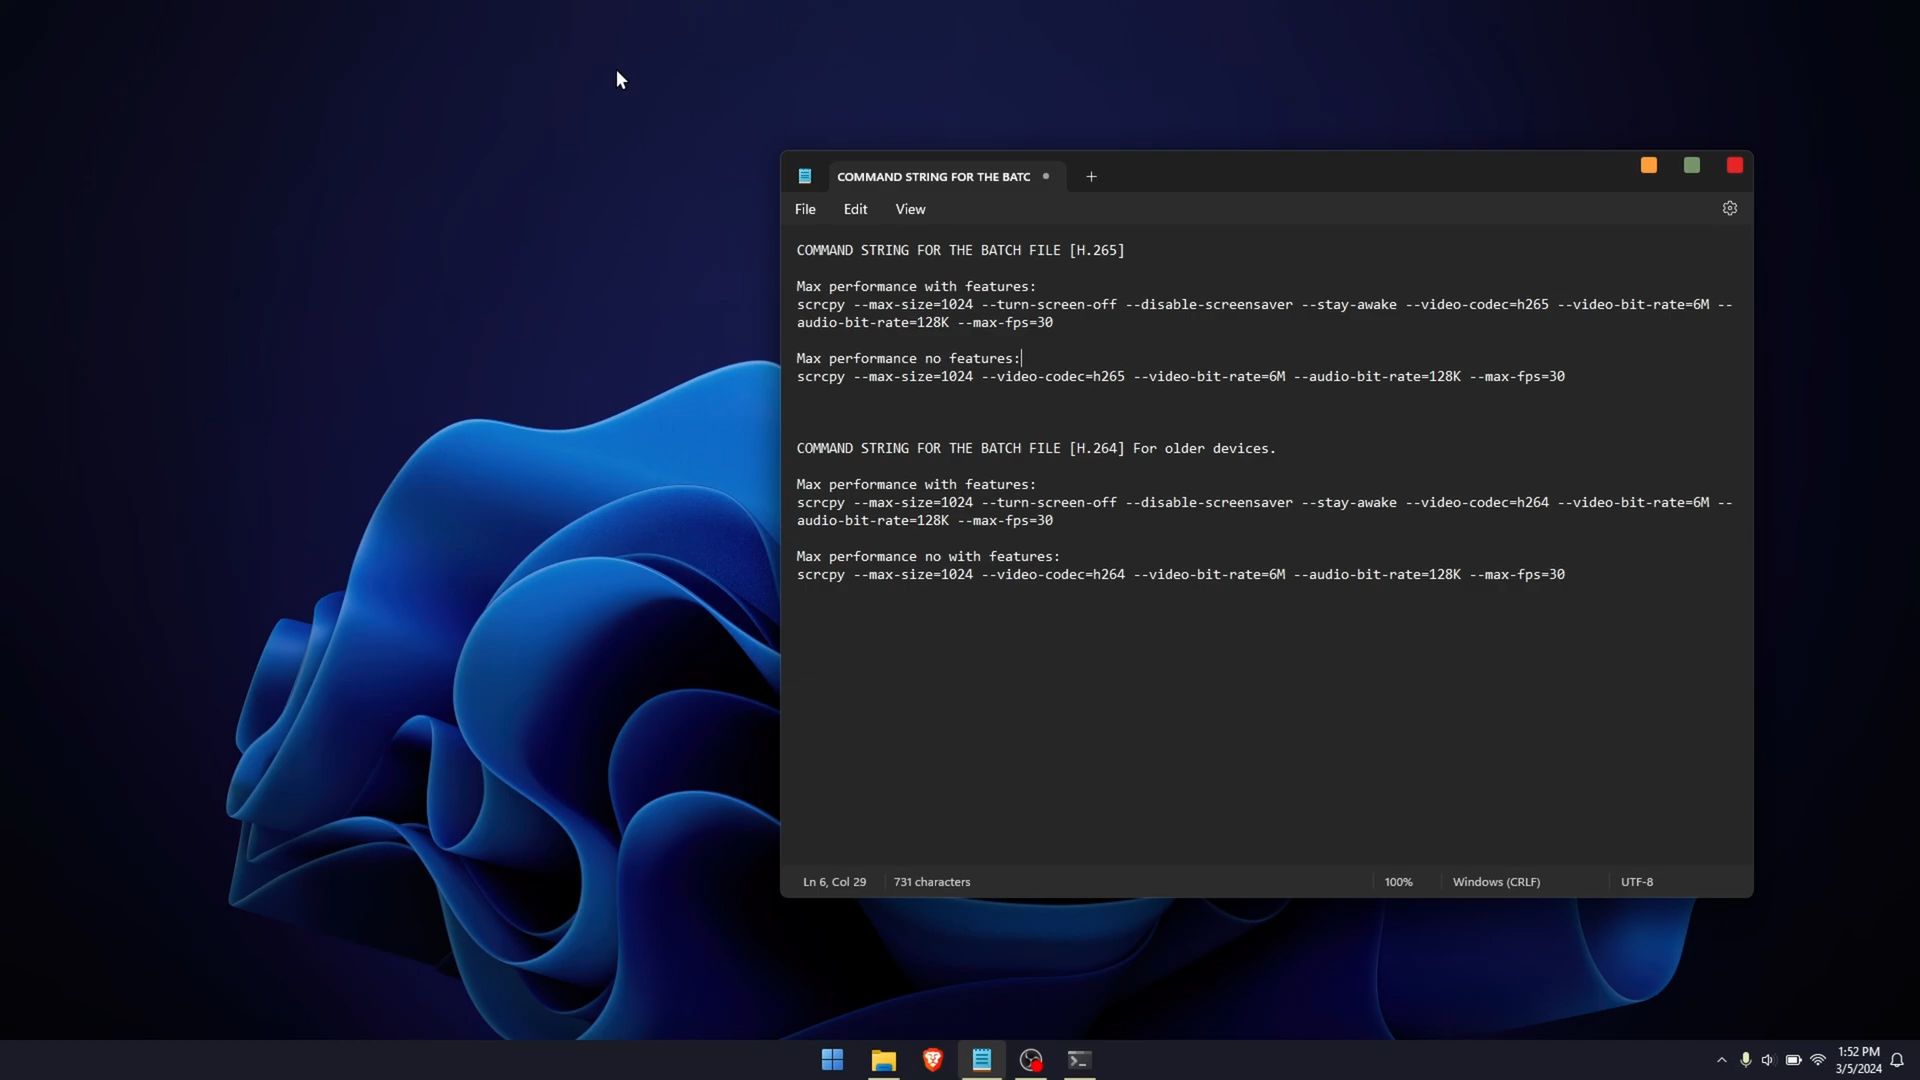 COMMAND STRING FOR THE BATC
File Edit View
COMMAND STRING FOR THE BATCH FILE [H.265]
Max performance with features:
scrcpy --max-size=1024 --turn-screen-off --disable-screensaver --stay-awake --video-codec=h265 --video-bit-rate=6M --
audio-bit-rate=128K --max-fps=30
Max performance no features:
scrcpy --max-size=1024 --video-codec=h265 --video-bit-rate=6M --audio-bit-rate=128K --max-fps=30
COMMAND STRING FOR THE BATCH FILE [H.264] For older devices.
Max performance with features:
scrcpy --max-size=1024 --turn-screen-off --disable-screensaver --stay-awake --video-codec=h264 --video-bit-rate=6M --
audio-bit-rate=128K --max-fps=30
Max performance no with features:
scrcpy --max-size=1024 --video-codec=h264 --video-bit-rate=6M --audio-bit-rate=128K --max-fps=30
Ln 6, Col 29 731 characters 100% Windows (CRLF) UTF-8
1:52 PM
3/5/2024